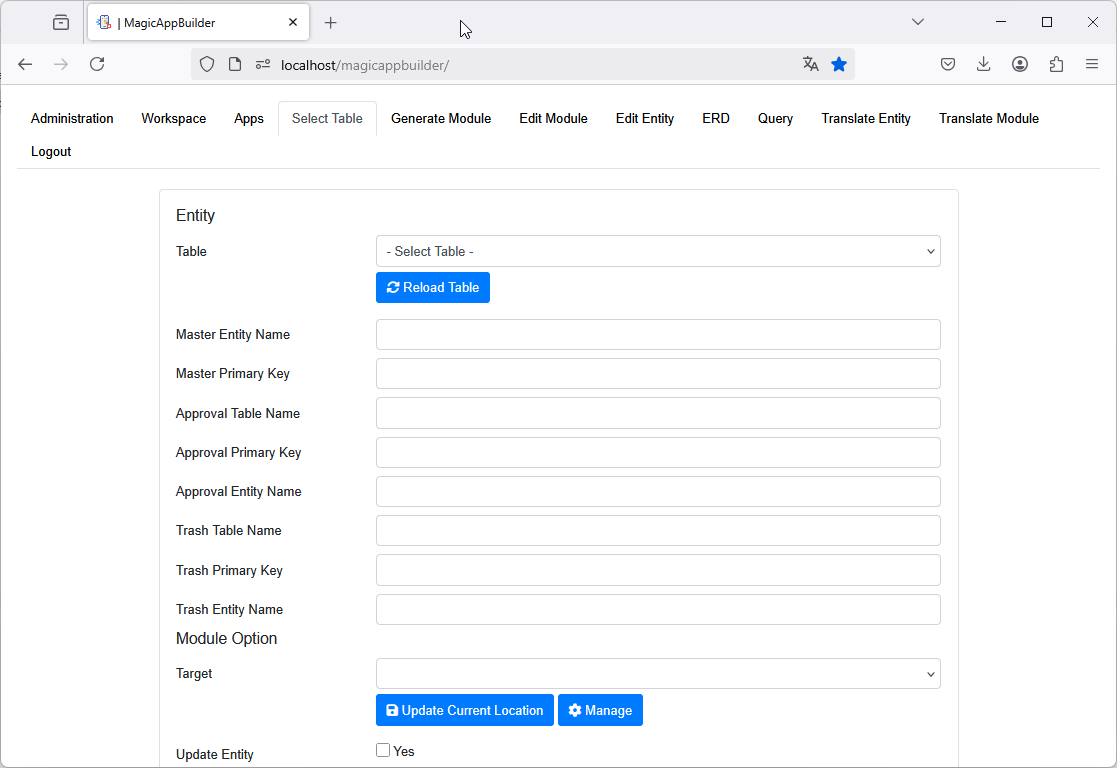 | MagicAppBuilder
localhost/magicappbuilder/
Administration Workspace Apps Select Table Generate Module Edit Module Edit Entity ERD Query Translate Entity Translate Module
Logout
Entity
Table - Select Table -
Reload Table
Master Entity Name
Master Primary Key
Approval Table Name
Approval Primary Key
Approval Entity Name
Trash Table Name
Trash Primary Key
Trash Entity Name
Module Option
Target
Update Current Location Manage
Update Entity Yes